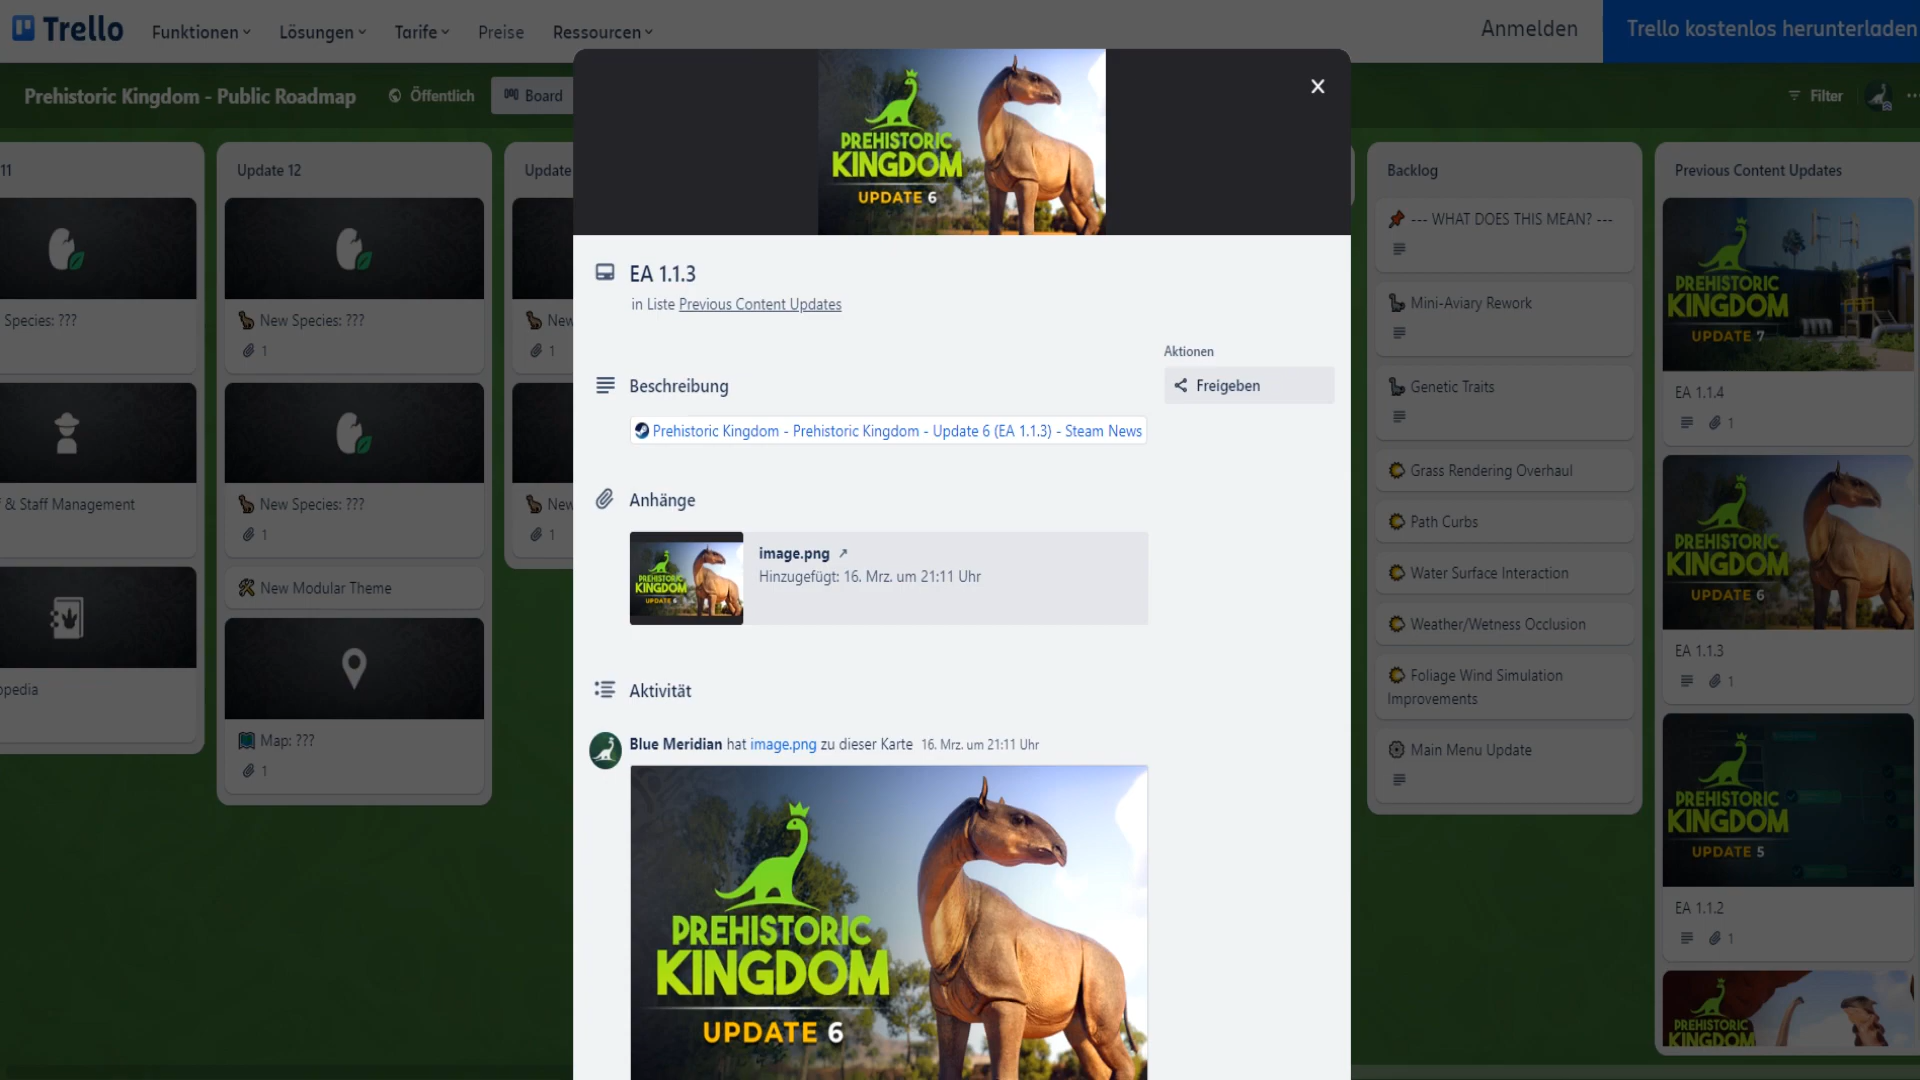 Trello
Funktionen
Lösungen
Tarife
Preise
Ressourcen
Anmelden
Trello kostenlos herunterladen
Prehistoric Kingdom - Public Roadmap
Öffentlich
Board
Filter
11
Species: ???
& Staff Management
opedia
Update 12
New Species: ???
1
New Species: ???
1
New Modular Theme
Map: ???
1
Update
New
1
New
1
PREHISTORIC
KINGDOM
UPDATE 6
EA 1.1.3
in Liste Previous Content Updates
Aktionen
Freigeben
Beschreibung
Prehistoric Kingdom - Prehistoric Kingdom - Update 6 (EA 1.1.3) - Steam News
Anhänge
PREHISTORIC
KINGDOM
UPDATE 6
image.png ↗
Hinzugefügt: 16. Mrz. um 21:11 Uhr
Aktivität
Blue Meridian hat image.png zu dieser Karte 16. Mrz. um 21:11 Uhr
PREHISTORIC
KINGDOM
UPDATE 6
Backlog
--- WHAT DOES THIS MEAN? ---
Mini-Aviary Rework
Genetic Traits
Grass Rendering Overhaul
Path Curbs
Water Surface Interaction
Weather/Wetness Occlusion
Foliage Wind Simulation
Improvements
Main Menu Update
Previous Content Updates
PREHISTORIC
KINGDOM
UPDATE 7
EA 1.1.4
1
PREHISTORIC
KINGDOM
UPDATE 6
EA 1.1.3
1
PREHISTORIC
KINGDOM
UPDATE 5
EA 1.1.2
1
PREHISTORIC
KINGDOM